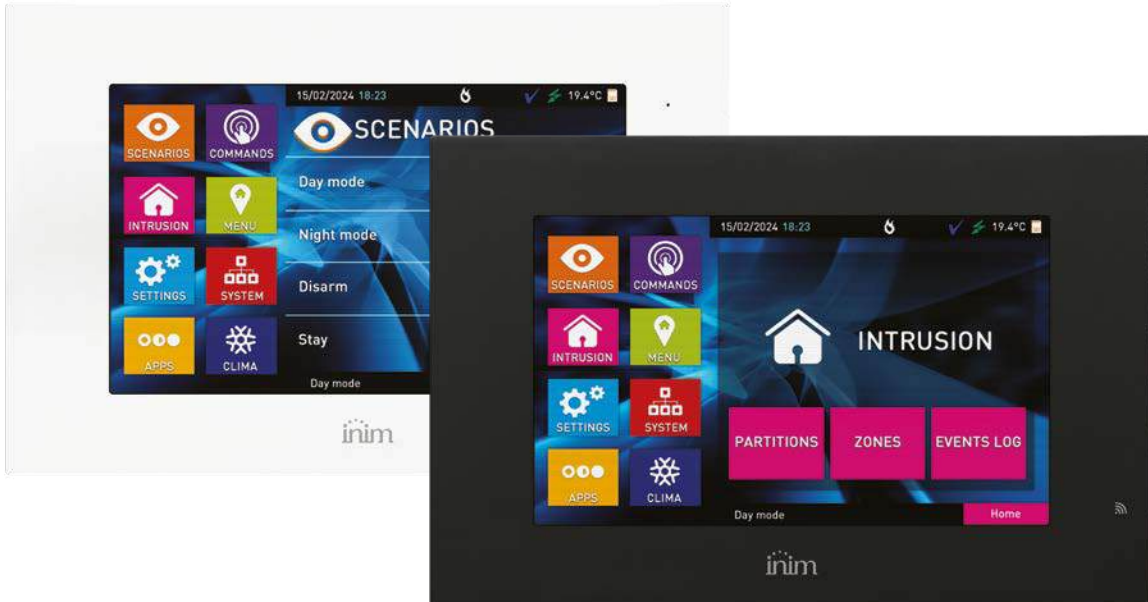 15/02/2024 18:23
19.4°C
SCENARIOS
COMMANDS
SCENARIOS
Day mode
INTRUSION
MENU
Night mode
SETTINGS
SYSTEM
Disarm
APPS
CLIMA
Stay
Day mode
inim
15/02/2024 18:23
19.4°C
SCENARIOS
COMMANDS
INTRUSION
MENU
INTRUSION
SETTINGS
SYSTEM
PARTITIONS
ZONES
EVENTS LOG
APPS
CLIMA
Day mode
Home
inim